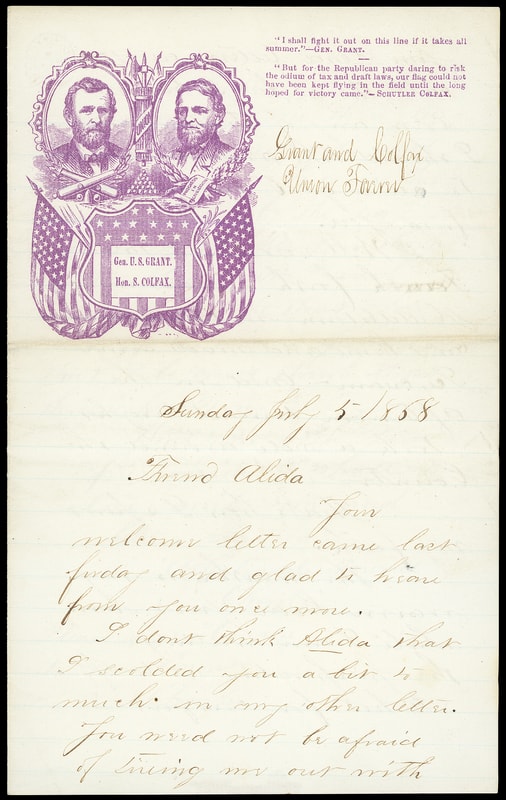 "I shall fight it out on this line if it takes all
summer."—GEN. GRANT.
"But for the Republican party daring to risk
the odium of tax and draft laws, our flag could not
have been kept flying in the field until the long
hoped for victory came."—SCHUYLER COLFAX.
Grant and Colfax
Union Farm
Gen. U. S. GRANT.
Hon. S. COLFAX.
Sunday July 5 1868
Friend Alida
Your
welcome letter came last
friday and glad to heare
from you once more.
I dont think Alida that
I scolded you a bit to
much in my other letter.
You need not be afraid
of tireing me out with